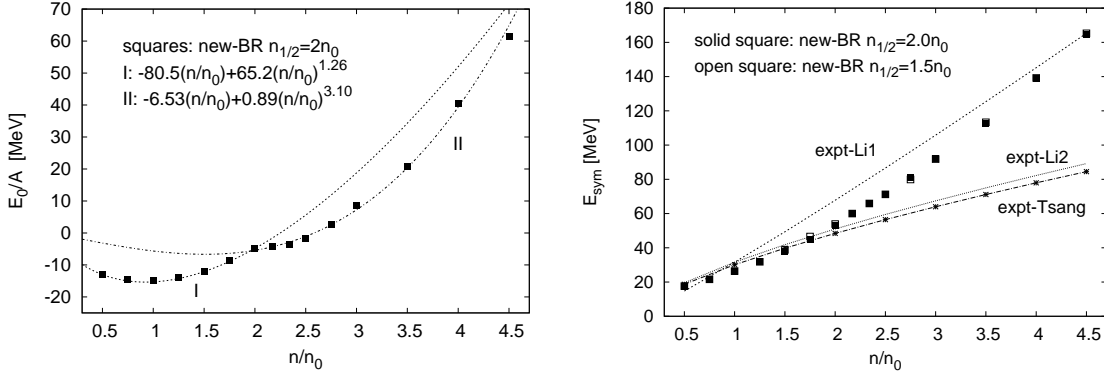 70
60
50
40
30
20
10
0
-10
-20
E0/A [MeV]
squares: new-BR n1/2=2n0
I: -80.5(n/n0)+65.2(n/n0)^1.26
II: -6.53(n/n0)+0.89(n/n0)^3.10
II
I
0.5 1 1.5 2 2.5 3 3.5 4 4.5
n/n0
180
160
140
120
100
80
60
40
20
0
Esym [MeV]
solid square: new-BR n1/2=2.0n0
open square: new-BR n1/2=1.5n0
expt-Li1
expt-Li2
expt-Tsang
0.5 1 1.5 2 2.5 3 3.5 4 4.5
n/n0